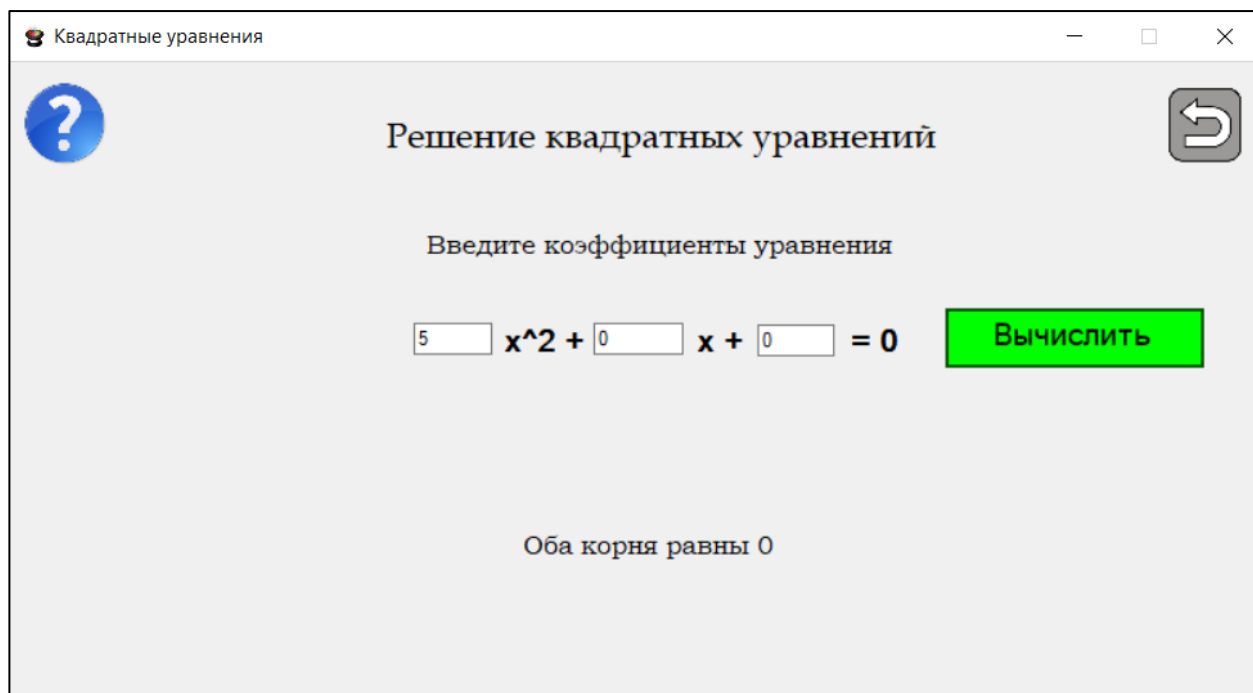 Квадратные уравнения
Решение квадратных уравнений
Введите коэффициенты уравнения
5 x^2 + 0 x + 0 = 0 Вычислить
Оба корня равны 0